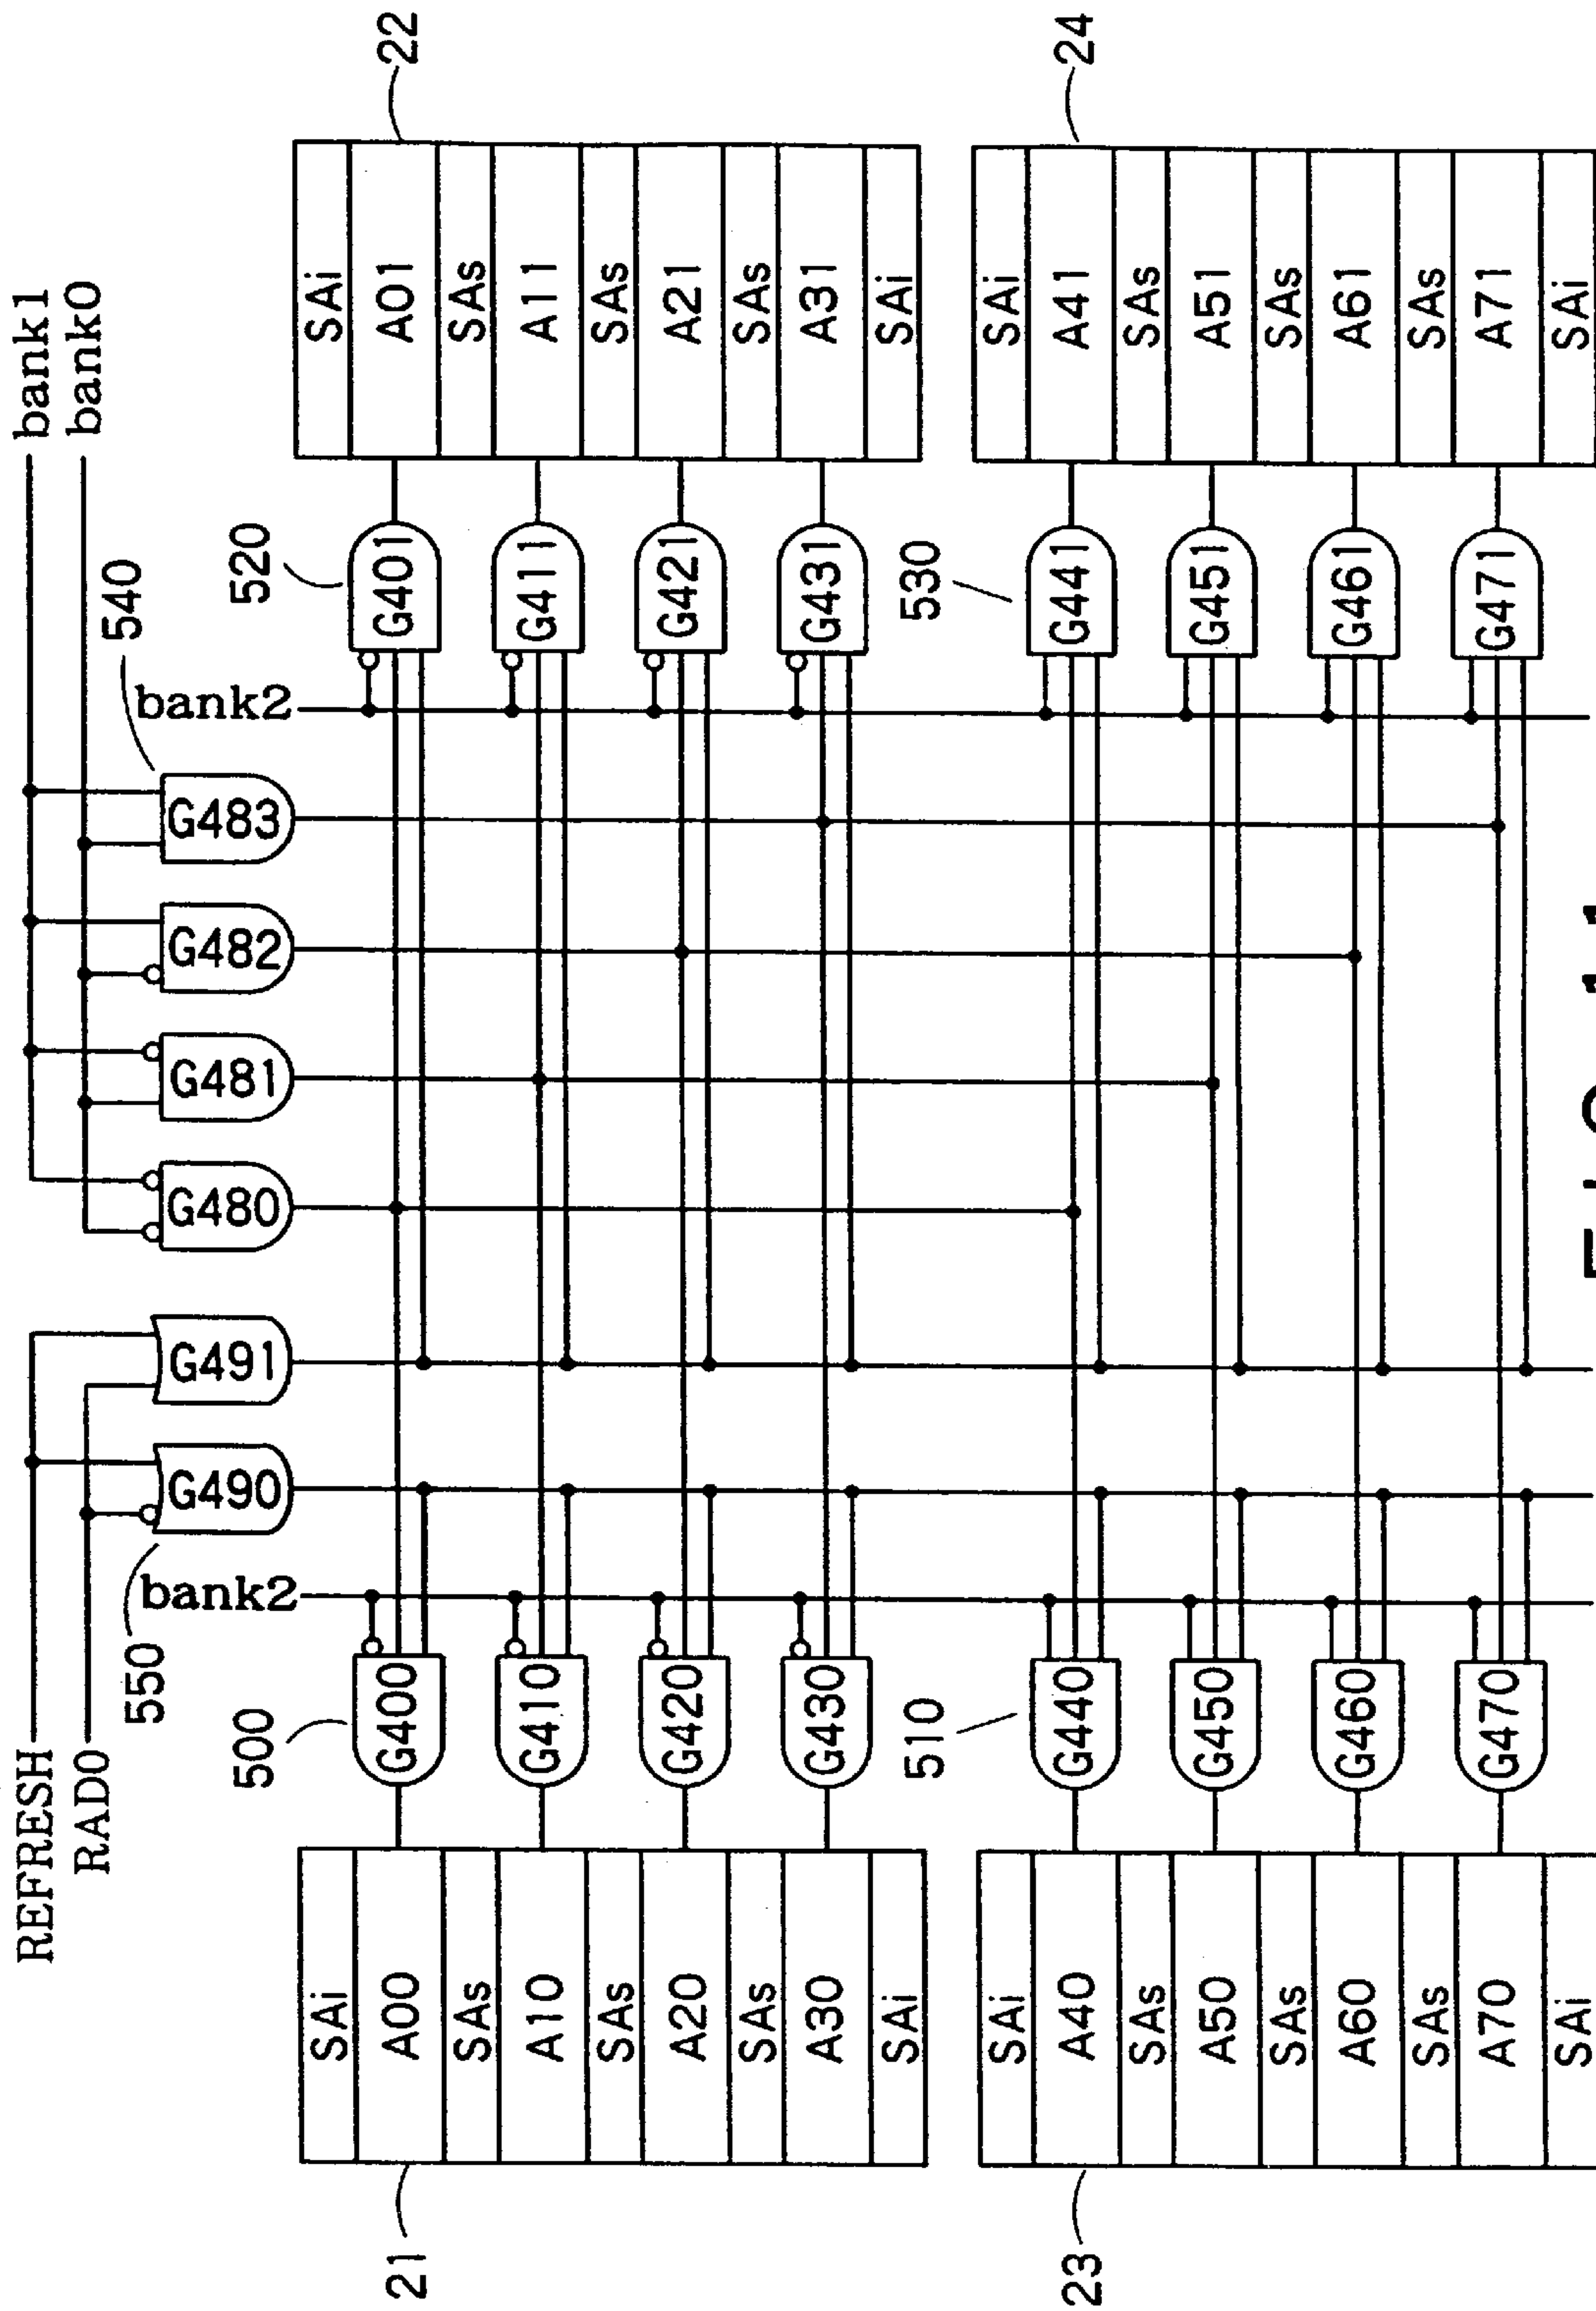 REFRESH
RAD0
bank1
bank0
550
540
G490
G491
G480
G481
G482
G483
bank2
bank2
500
520
21
22
SAi
A00
SAs
A10
SAs
A20
SAs
A30
SAi
G400
G410
G420
G430
G401
G411
G421
G431
SAi
A01
SAs
A11
SAs
A21
SAs
A31
SAi
510
530
23
24
SAi
A40
SAs
A50
SAs
A60
SAs
A70
SAi
G440
G450
G460
G470
G441
G451
G461
G471
SAi
A41
SAs
A51
SAs
A61
SAs
A71
SAi